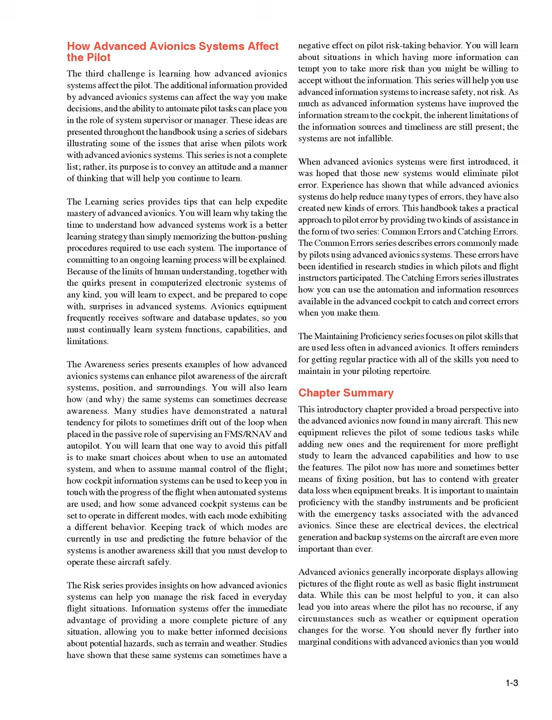 How Advanced Avionics Systems Affect
the Pilot
The third challenge is learning how advanced avionics
systems affect the pilot. The additional information provided
by advanced avionics systems can affect the way you make
decisions, and the ability to automate pilot tasks can place you
in the role of system supervisor or manager. These ideas are
presented throughout the handbook using a series of sidebars
illustrating some of the issues that arise when pilots work
with advanced avionics systems. This series is not a complete
list; rather, its purpose is to convey an attitude and a manner
of thinking that will help you continue to learn.
The Learning series provides tips that can help expedite
mastery of advanced avionics. You will learn why taking the
time to understand how advanced systems work is a better
learning strategy than simply memorizing the button-pushing
procedures required to use each system. The importance of
committing to an ongoing learning process will be explained.
Because of the limits of human understanding, together with
the quirks present in computerized electronic systems of
any kind, you will learn to expect, and be prepared to cope
with, surprises in advanced systems. Avionics equipment
frequently receives software and database updates, so you
must continually learn system functions, capabilities, and
limitations.
The Awareness series presents examples of how advanced
avionics systems can enhance pilot awareness of the aircraft
systems, position, and surroundings. You will also learn
how (and why) the same systems can sometimes decrease
awareness. Many studies have demonstrated a natural
tendency for pilots to sometimes drift out of the loop when
placed in the passive role of supervising an FMS/RNAV and
autopilot. You will learn that one way to avoid this pitfall
is to make smart choices about when to use an automated
system, and when to assume manual control of the flight;
how cockpit information systems can be used to keep you in
touch with the progress of the flight when automated systems
are used; and how some advanced cockpit systems can be
set to operate in different modes, with each mode exhibiting
a different behavior. Keeping track of which modes are
currently in use and predicting the future behavior of the
systems is another awareness skill that you must develop to
operate these aircraft safely.
The Risk series provides insights on how advanced avionics
systems can help you manage the risk faced in everyday
flight situations. Information systems offer the immediate
advantage of providing a more complete picture of any
situation, allowing you to make better informed decisions
about potential hazards, such as terrain and weather. Studies
have shown that these same systems can sometimes have a
negative effect on pilot risk-taking behavior. You will learn
about situations in which having more information can
tempt you to take more risk than you might be willing to
accept without the information. This series will help you use
advanced information systems to increase safety, not risk. As
much as advanced information systems have improved the
information stream to the cockpit, the inherent limitations of
the information sources and timeliness are still present; the
systems are not infallible.
When advanced avionics systems were first introduced, it
was hoped that those new systems would eliminate pilot
error. Experience has shown that while advanced avionics
systems do help reduce many types of errors, they have also
created new kinds of errors. This handbook takes a practical
approach to pilot error by providing two kinds of assistance in
the form of two series: Common Errors and Catching Errors.
The Common Errors series describes errors commonly made
by pilots using advanced avionics systems. These errors have
been identified in research studies in which pilots and flight
instructors participated. The Catching Errors series illustrates
how you can use the automation and information resources
available in the advanced cockpit to catch and correct errors
when you make them.
The Maintaining Proficiency series focuses on pilot skills that
are used less often in advanced avionics. It offers reminders
for getting regular practice with all of the skills you need to
maintain in your piloting repertoire.
Chapter Summary
This introductory chapter provided a broad perspective into
the advanced avionics now found in many aircraft. This new
equipment relieves the pilot of some tedious tasks while
adding new ones and the requirement for more preflight
study to learn the advanced capabilities and how to use
the features. The pilot now has more and sometimes better
means of fixing position, but has to contend with greater
data loss when equipment breaks. It is important to maintain
proficiency with the standby instruments and be proficient
with the emergency tasks associated with the advanced
avionics. Since these are electrical devices, the electrical
generation and backup systems on the aircraft are even more
important than ever.
Advanced avionics generally incorporate displays allowing
pictures of the flight route as well as basic flight instrument
data. While this can be most helpful to you, it can also
lead you into areas where the pilot has no recourse, if any
circumstances such as weather or equipment operation
changes for the worse. You should never fly further into
marginal conditions with advanced avionics than you would
1-3